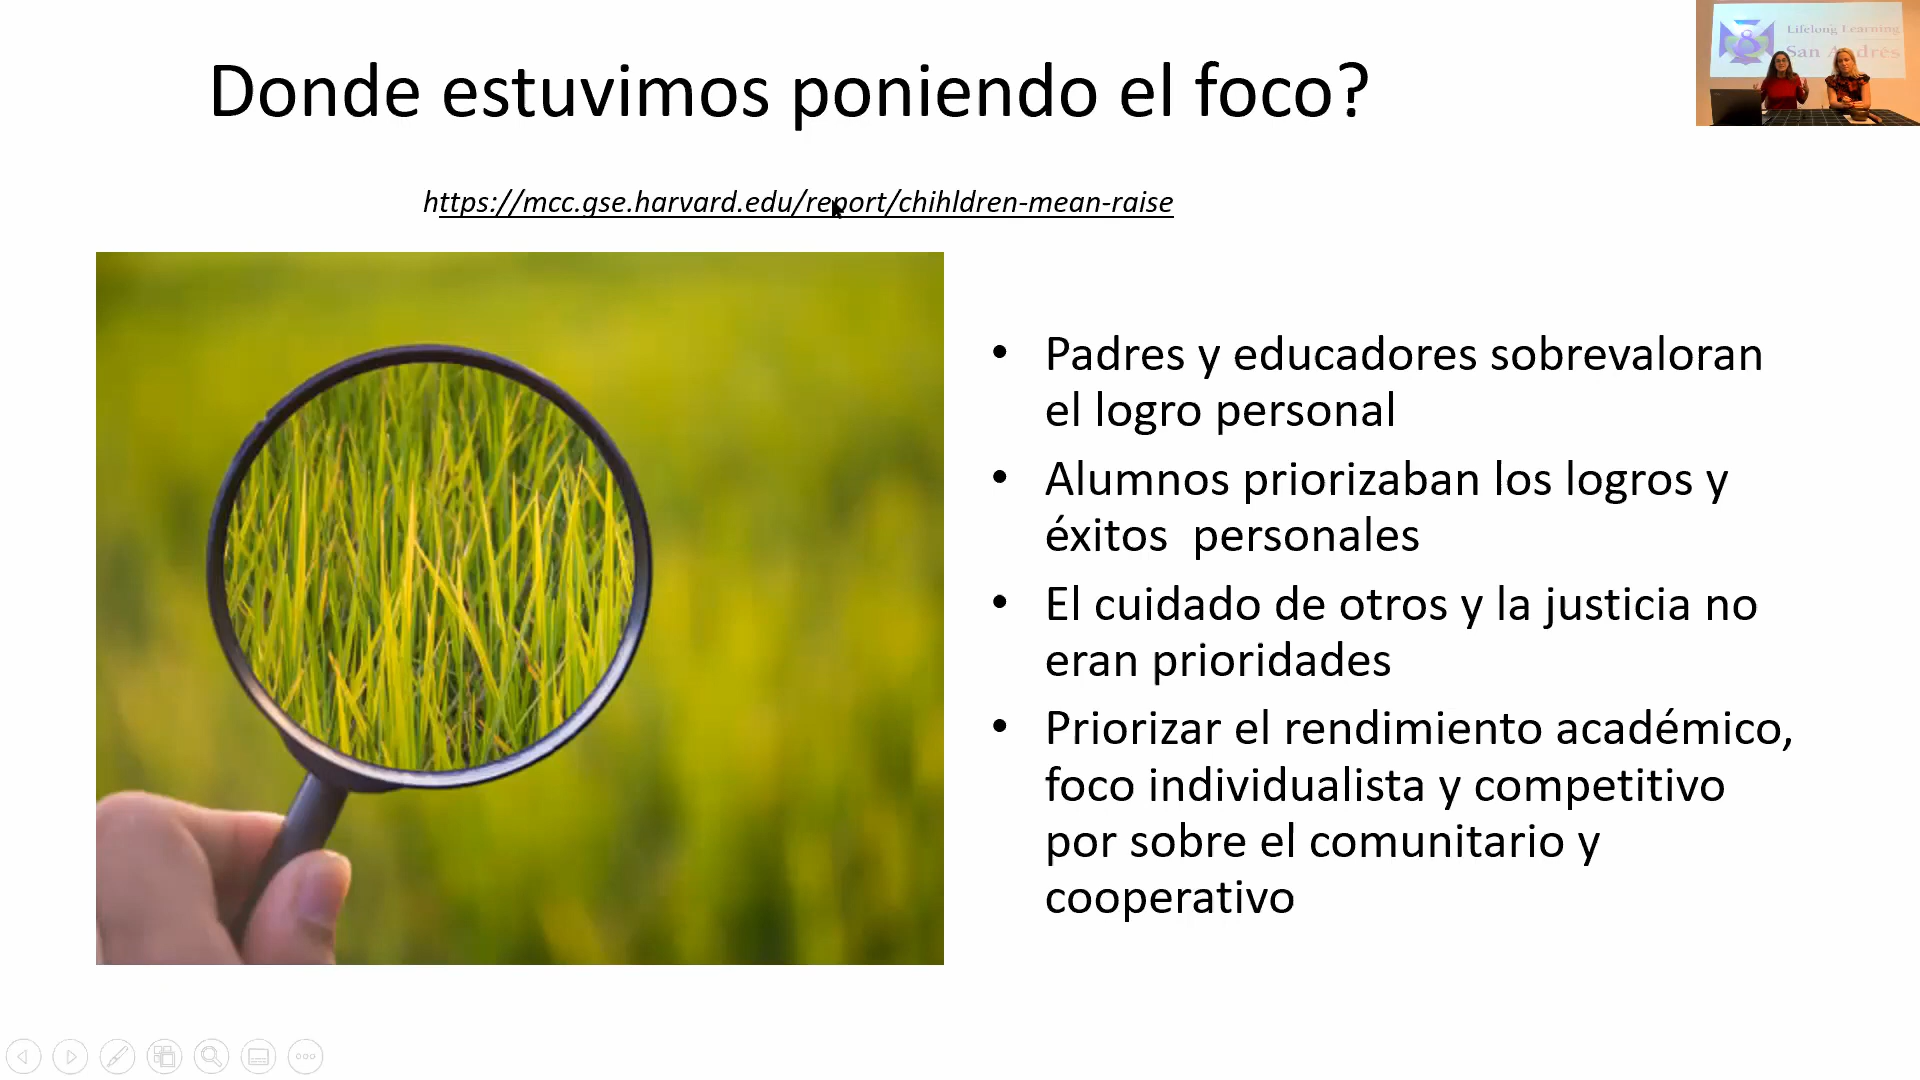 Donde estuvimos poniendo el foco?
Lifelong Learning
San Andrés
https://mcc.gse.harvard.edu/report/chihldren-mean-raise
• Padres y educadores sobrevaloran
el logro personal
• Alumnos priorizaban los logros y
éxitos personales
• El cuidado de otros y la justicia no
eran prioridades
• Priorizar el rendimiento académico,
foco individualista y competitivo
por sobre el comunitario y
cooperativo